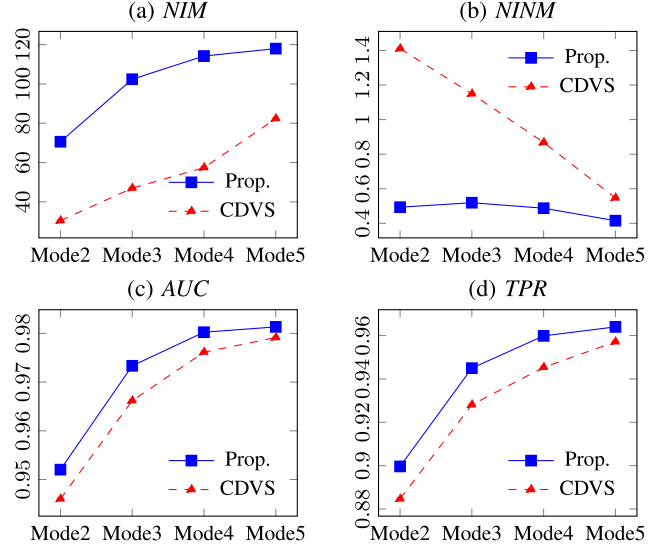 (a) NIM
120
100
80
60
40
Prop.
CDVS
Mode2 Mode3 Mode4 Mode5
(b) NINM
1.4
1.2
1
0.8
0.6
0.4
Prop.
CDVS
Mode2 Mode3 Mode4 Mode5
(c) AUC
0.98
0.97
0.96
0.95
Prop.
CDVS
Mode2 Mode3 Mode4 Mode5
(d) TPR
0.96
0.94
0.92
0.9
0.88
Prop.
CDVS
Mode2 Mode3 Mode4 Mode5